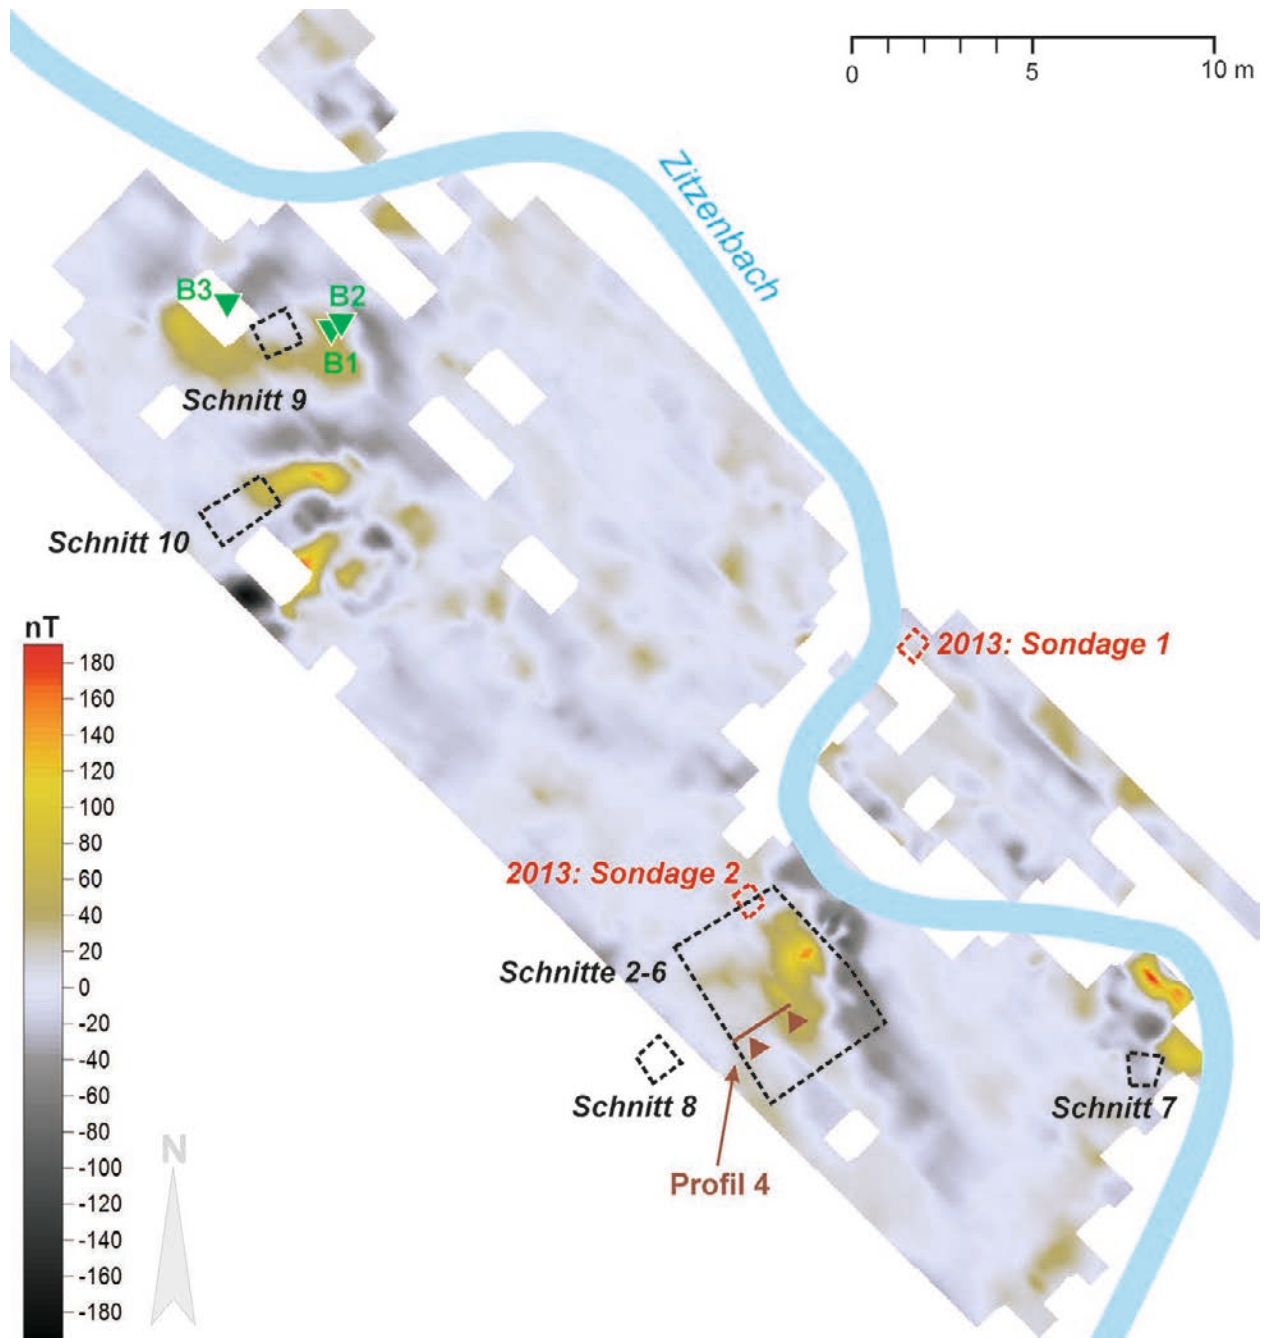 0
5
10 m
Zitzenbach
B3
B2
B1
Schnitt 9
Schnitt 10
nT
180
160
140
120
100
80
60
40
20
0
-20
-40
-60
-80
-100
-120
-140
-160
-180
2013: Sondage 1
2013: Sondage 2
Schnitte 2-6
Schnitt 8
Schnitt 7
Profil 4
N